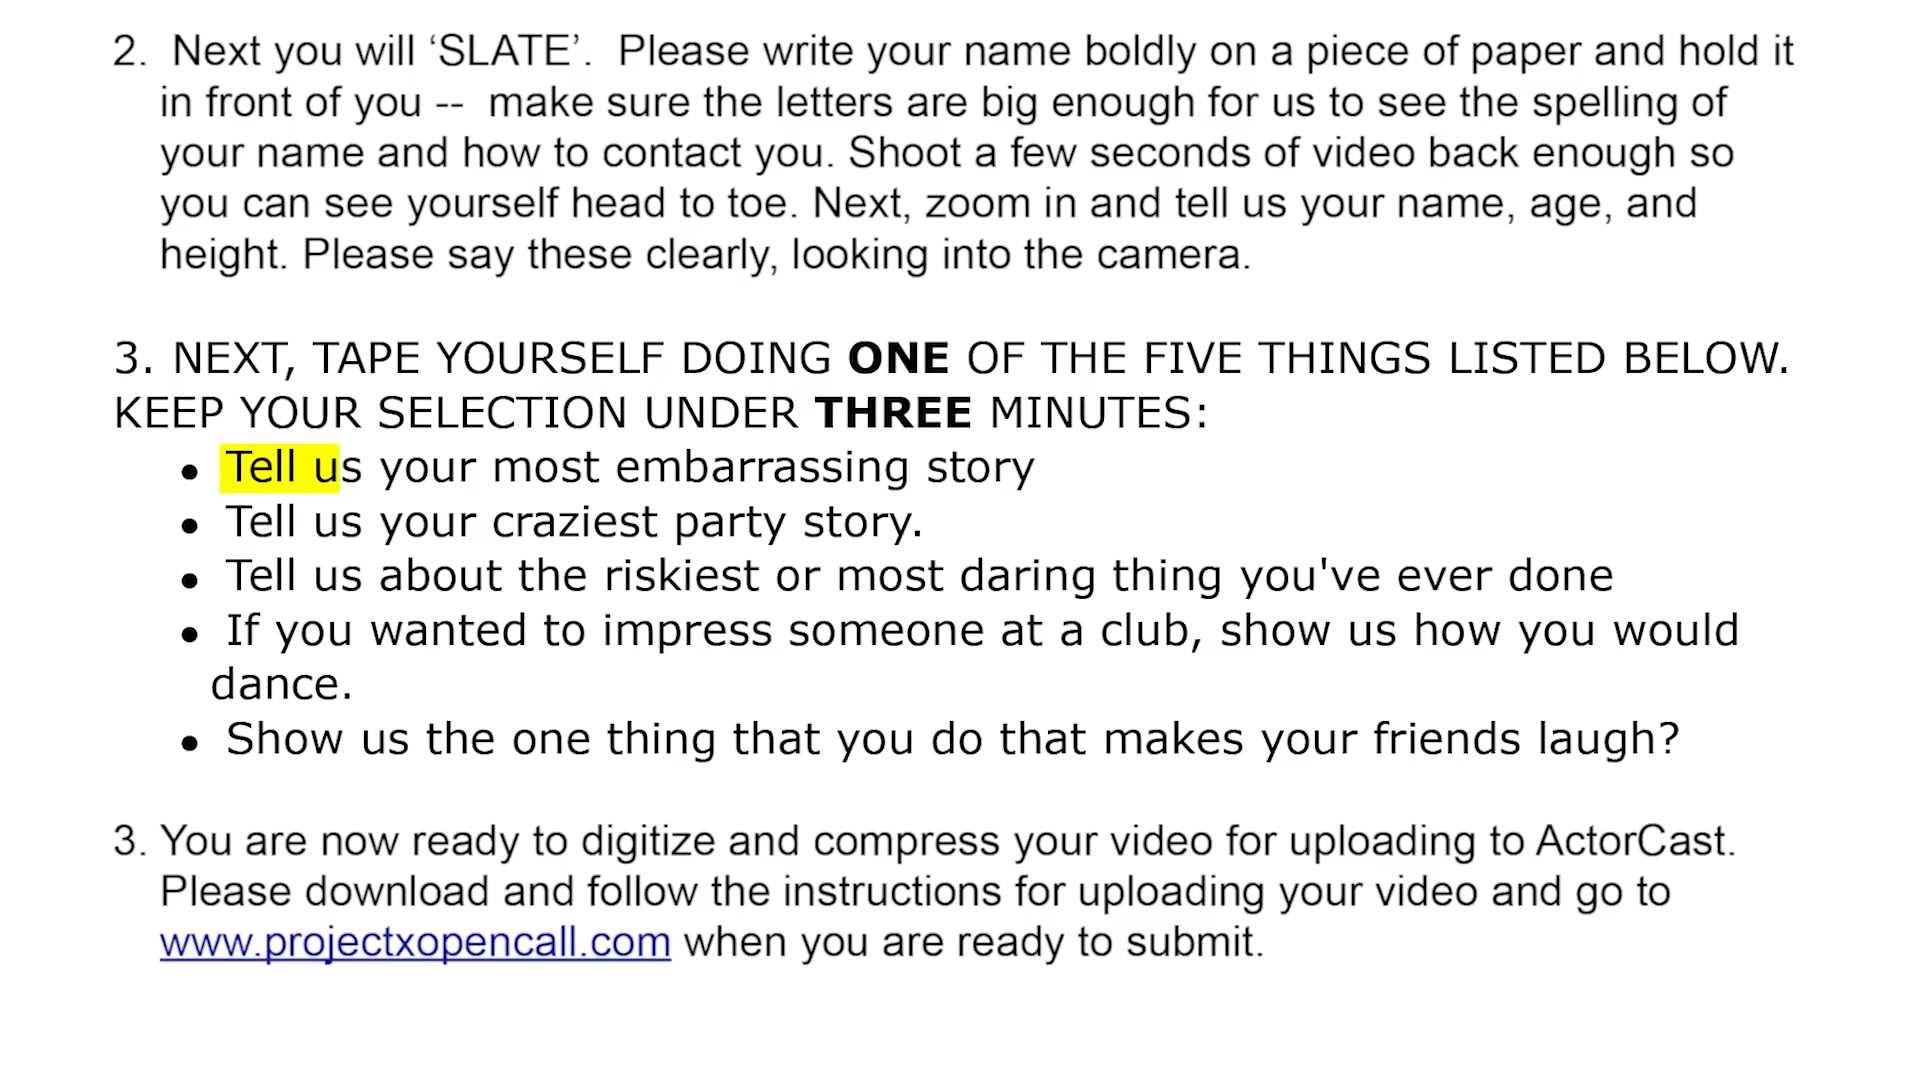 2. Next you will ‘SLATE’. Please write your name boldly on a piece of paper and hold it
in front of you -- make sure the letters are big enough for us to see the spelling of
your name and how to contact you. Shoot a few seconds of video back enough so
you can see yourself head to toe. Next, zoom in and tell us your name, age, and
height. Please say these clearly, looking into the camera.
3. NEXT, TAPE YOURSELF DOING ONE OF THE FIVE THINGS LISTED BELOW.
KEEP YOUR SELECTION UNDER THREE MINUTES:
● Tell us your most embarrassing story
● Tell us your craziest party story.
● Tell us about the riskiest or most daring thing you've ever done
● If you wanted to impress someone at a club, show us how you would
dance.
● Show us the one thing that you do that makes your friends laugh?
3. You are now ready to digitize and compress your video for uploading to ActorCast.
Please download and follow the instructions for uploading your video and go to
www.projectxopencall.com when you are ready to submit.